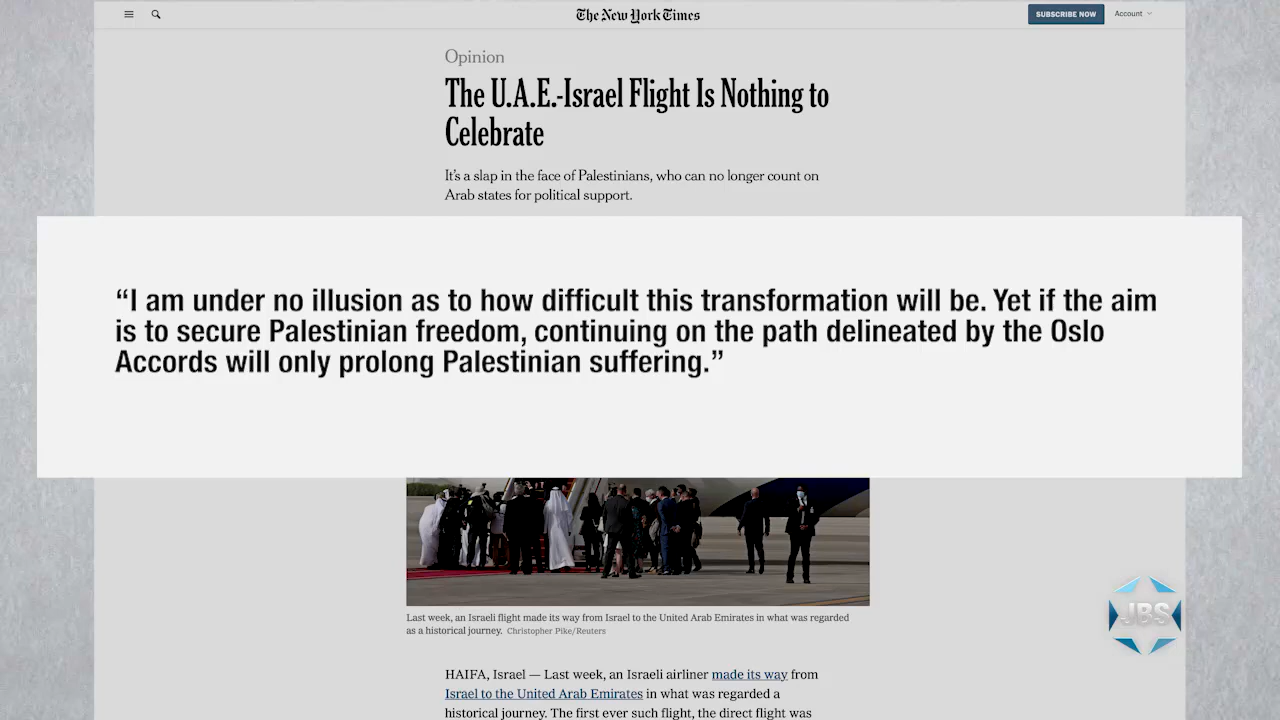 The New York Times
SUBSCRIBE NOW
Account
Opinion
The U.A.E.-Israel Flight Is Nothing to
Celebrate
It's a slap in the face of Palestinians, who can no longer count on
Arab states for political support.
“I am under no illusion as to how difficult this transformation will be. Yet if the aim
is to secure Palestinian freedom, continuing on the path delineated by the Oslo
Accords will only prolong Palestinian suffering.”
Last week, an Israeli flight made its way from Israel to the United Arab Emirates in what was regarded
as a historical journey. Christopher Pike/Reuters
JBS
HAIFA, Israel — Last week, an Israeli airliner made its way from
Israel to the United Arab Emirates in what was regarded a
historical journey. The first ever such flight, the direct flight was